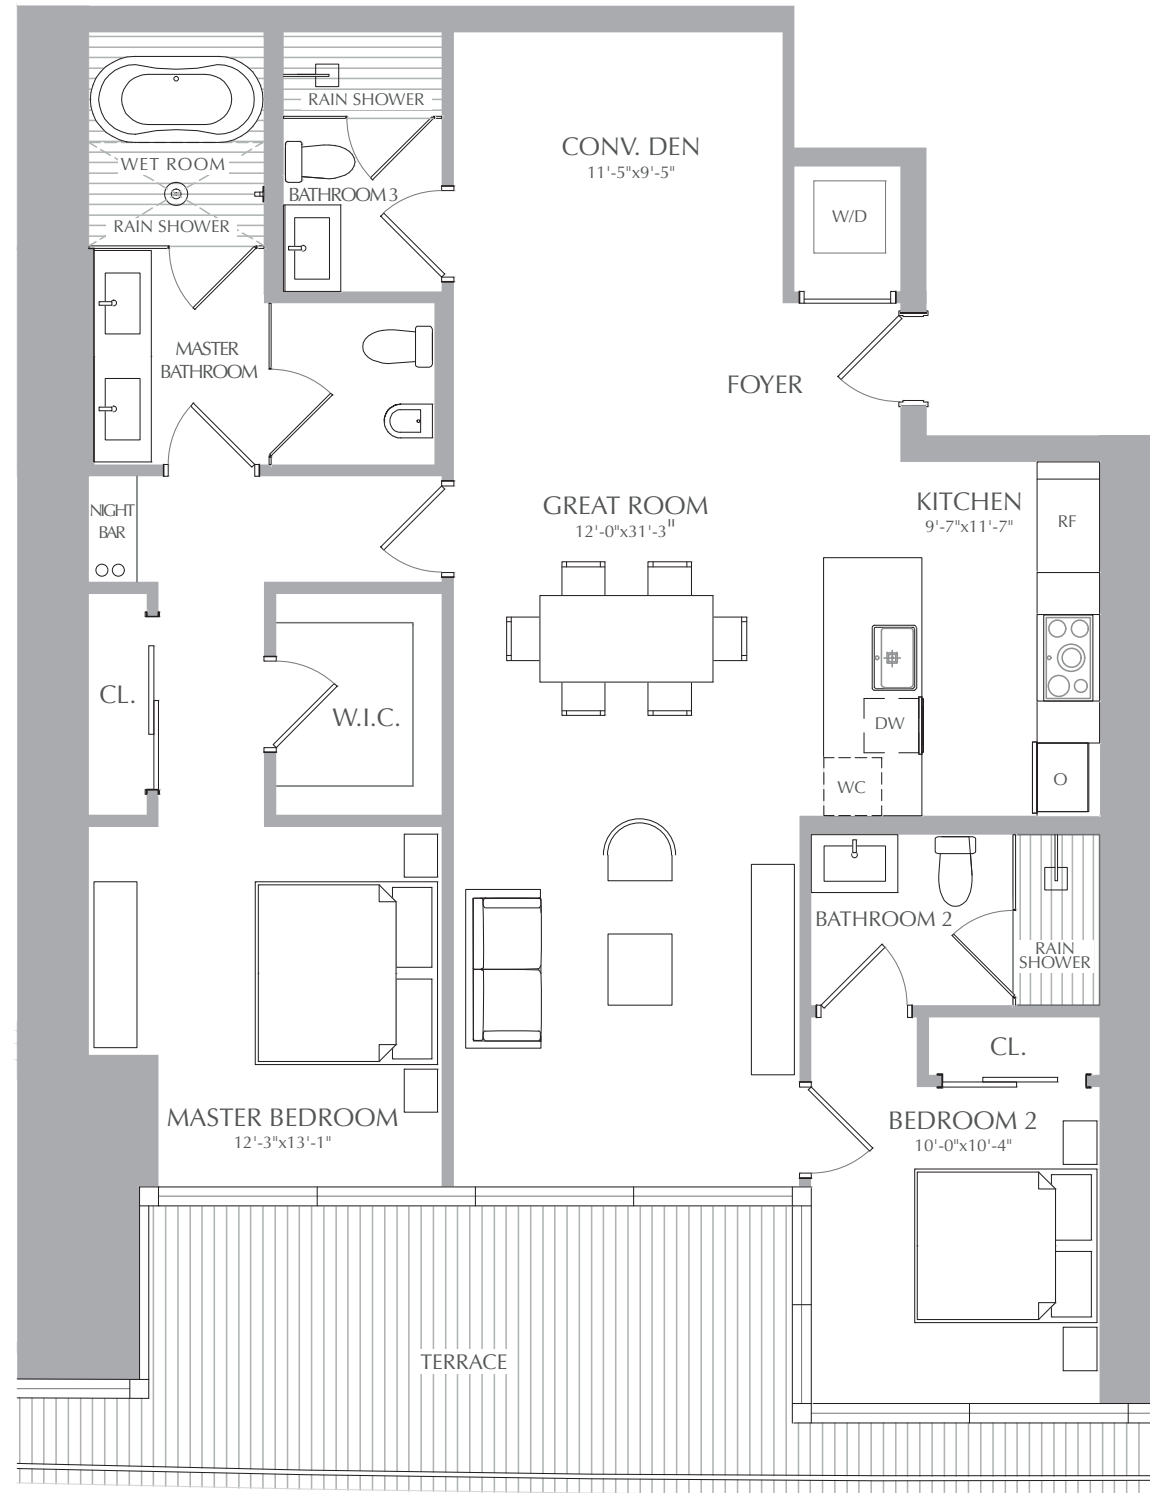 RAIN SHOWER
WET ROOM
RAIN SHOWER
BATHROOM 3
CONV. DEN
11'-5"x9'-5"
W/D
MASTER
BATHROOM
FOYER
NIGHT
BAR
GREAT ROOM
12'-0"x31'-3"
KITCHEN
9'-7"x11'-7"
RF
CL.
W.I.C.
DW
WC
O
BATHROOM 2
RAIN
SHOWER
CL.
MASTER BEDROOM
12'-3"x13'-1"
BEDROOM 2
10'-0"x10'-4"
TERRACE